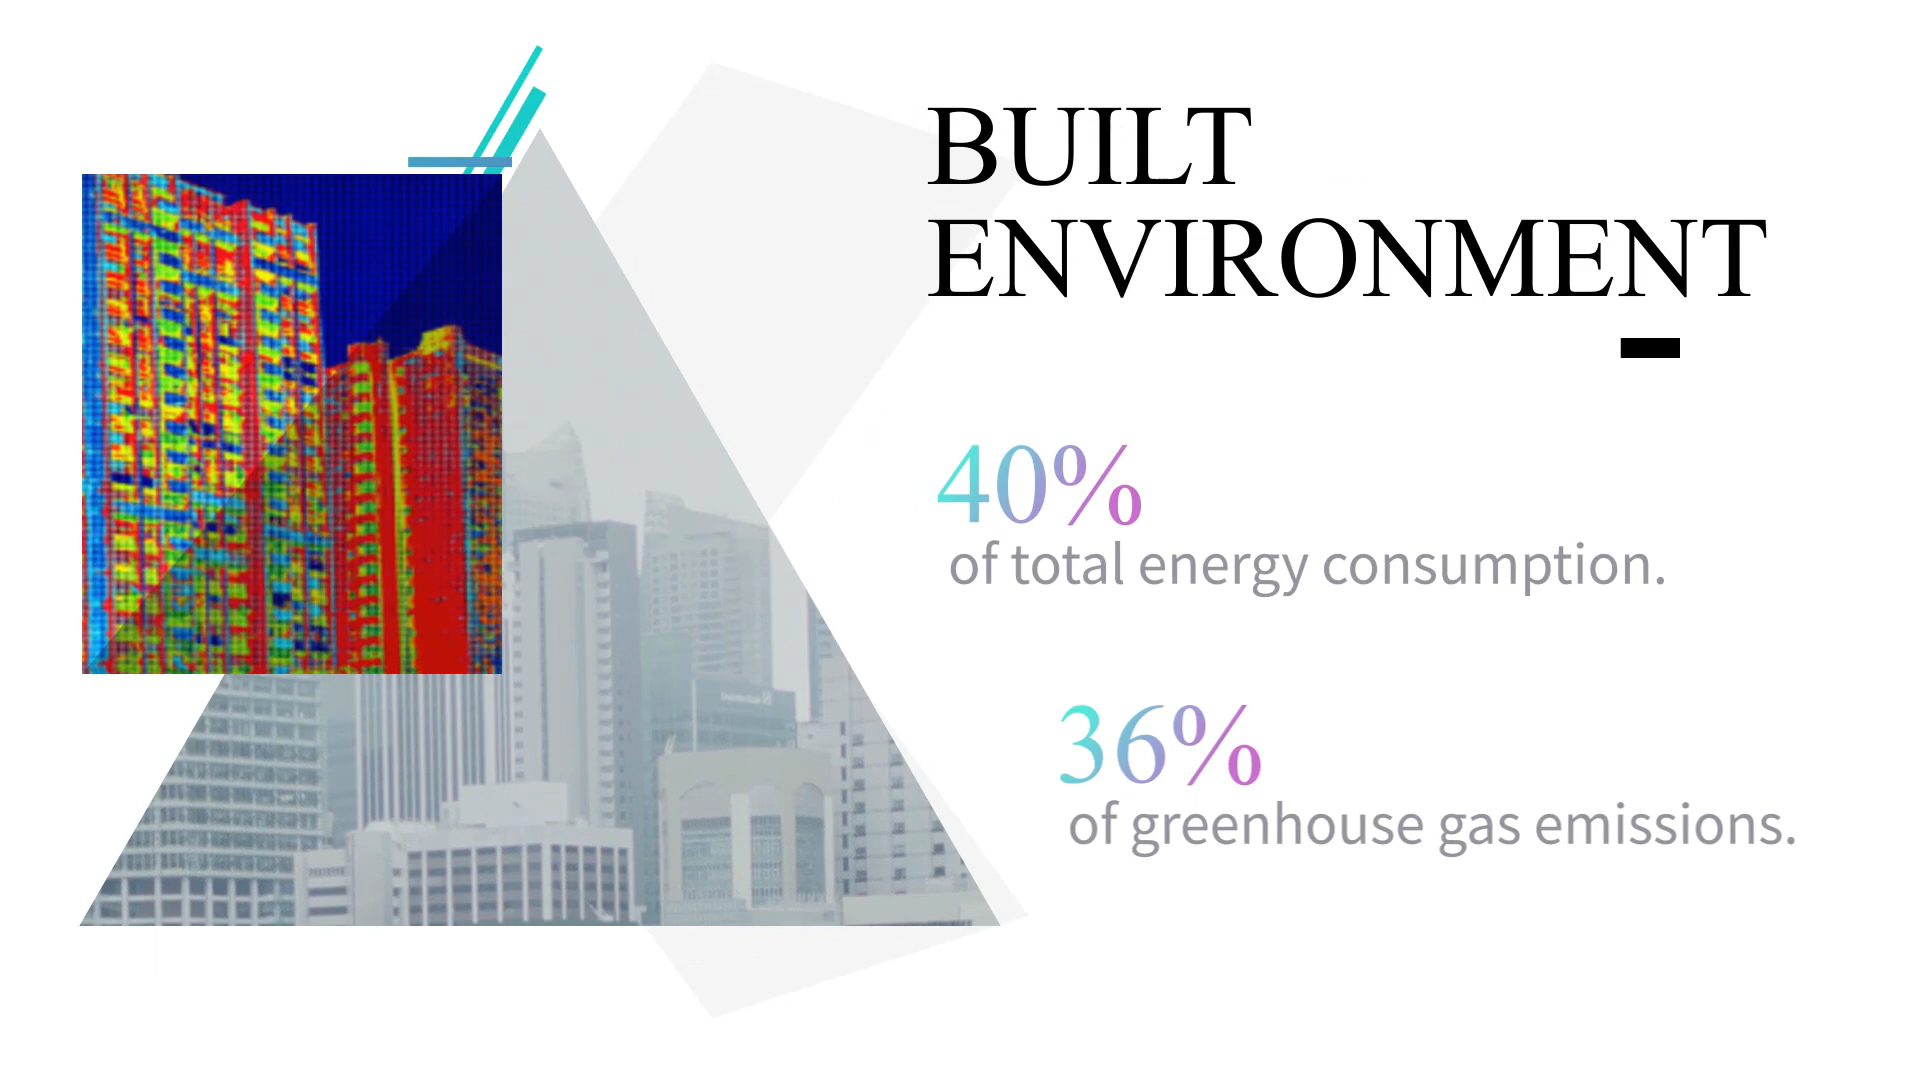 BUILT
ENVIRONMENT
40%
of total energy consumption.
36%
of greenhouse gas emissions.